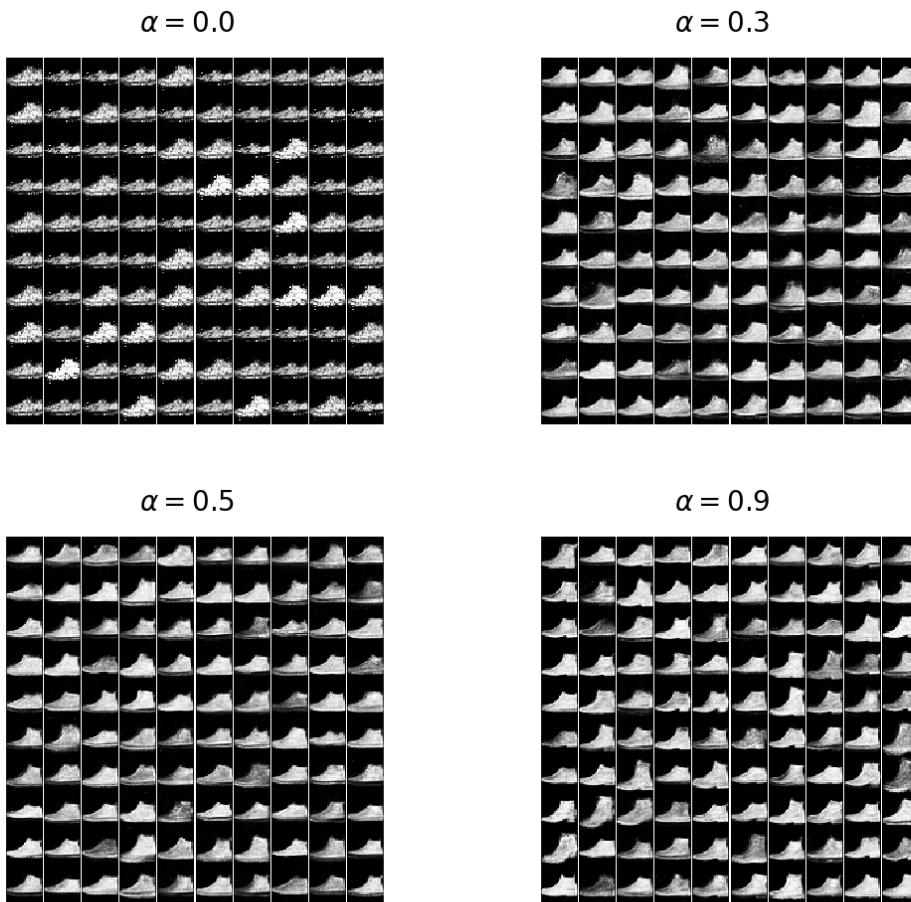 α = 0.0
α = 0.3
α = 0.5
α = 0.9